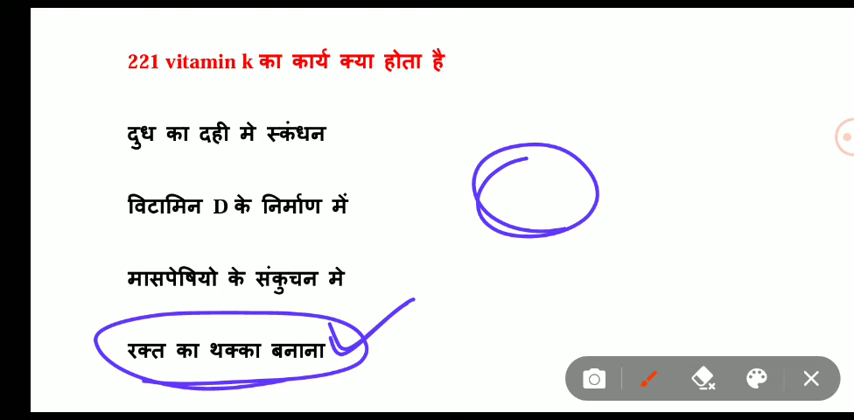 221 vitamin k का कार्य क्या होता है
दुध का दही मे स्कंधन
विटामिन D के निर्माण में
मासपेषियो के संकुचन मे
रक्त का थक्का बनाना